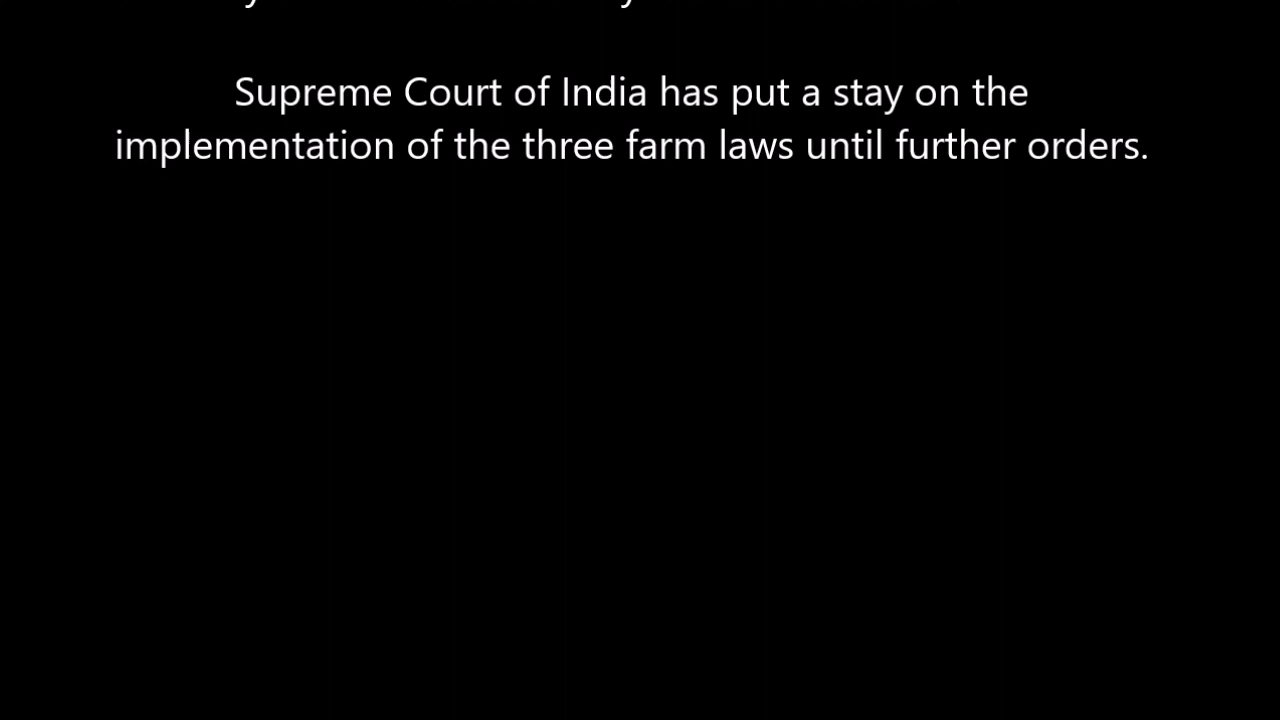 Supreme Court of India has put a stay on the
implementation of the three farm laws until further orders.